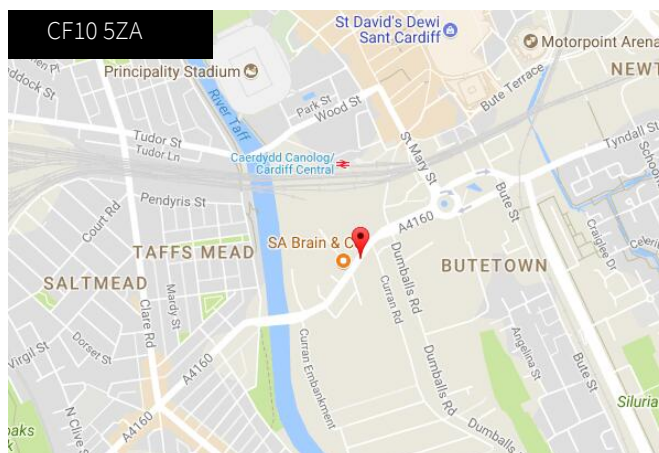 CF10 5ZA
St David's Dewi
Sant Cardiff
Motorpoint Arena
Principality Stadium
NEWT
Bute Terrace
Park St
Wood St
River Taff
Tudor St
Tudor Ln
Caerdydd Canolog/
Cardiff Central
St Mary St
Tyndall St
Bute St
Pendyris St
Court Rd
A4160
SA Brain & C
TAFFS MEAD
SALTMEAD
BUTETOWN
Craiglee Dr
Dumballs Rd
Curran Rd
Mardy St
Clare Rd
Dorset St
Virgil St
Curran Embankment
Angelina St
Bute St
A4160
A4160
Dumballs Rd
N Clive St
Siluria
Dumballs Rd
oaks